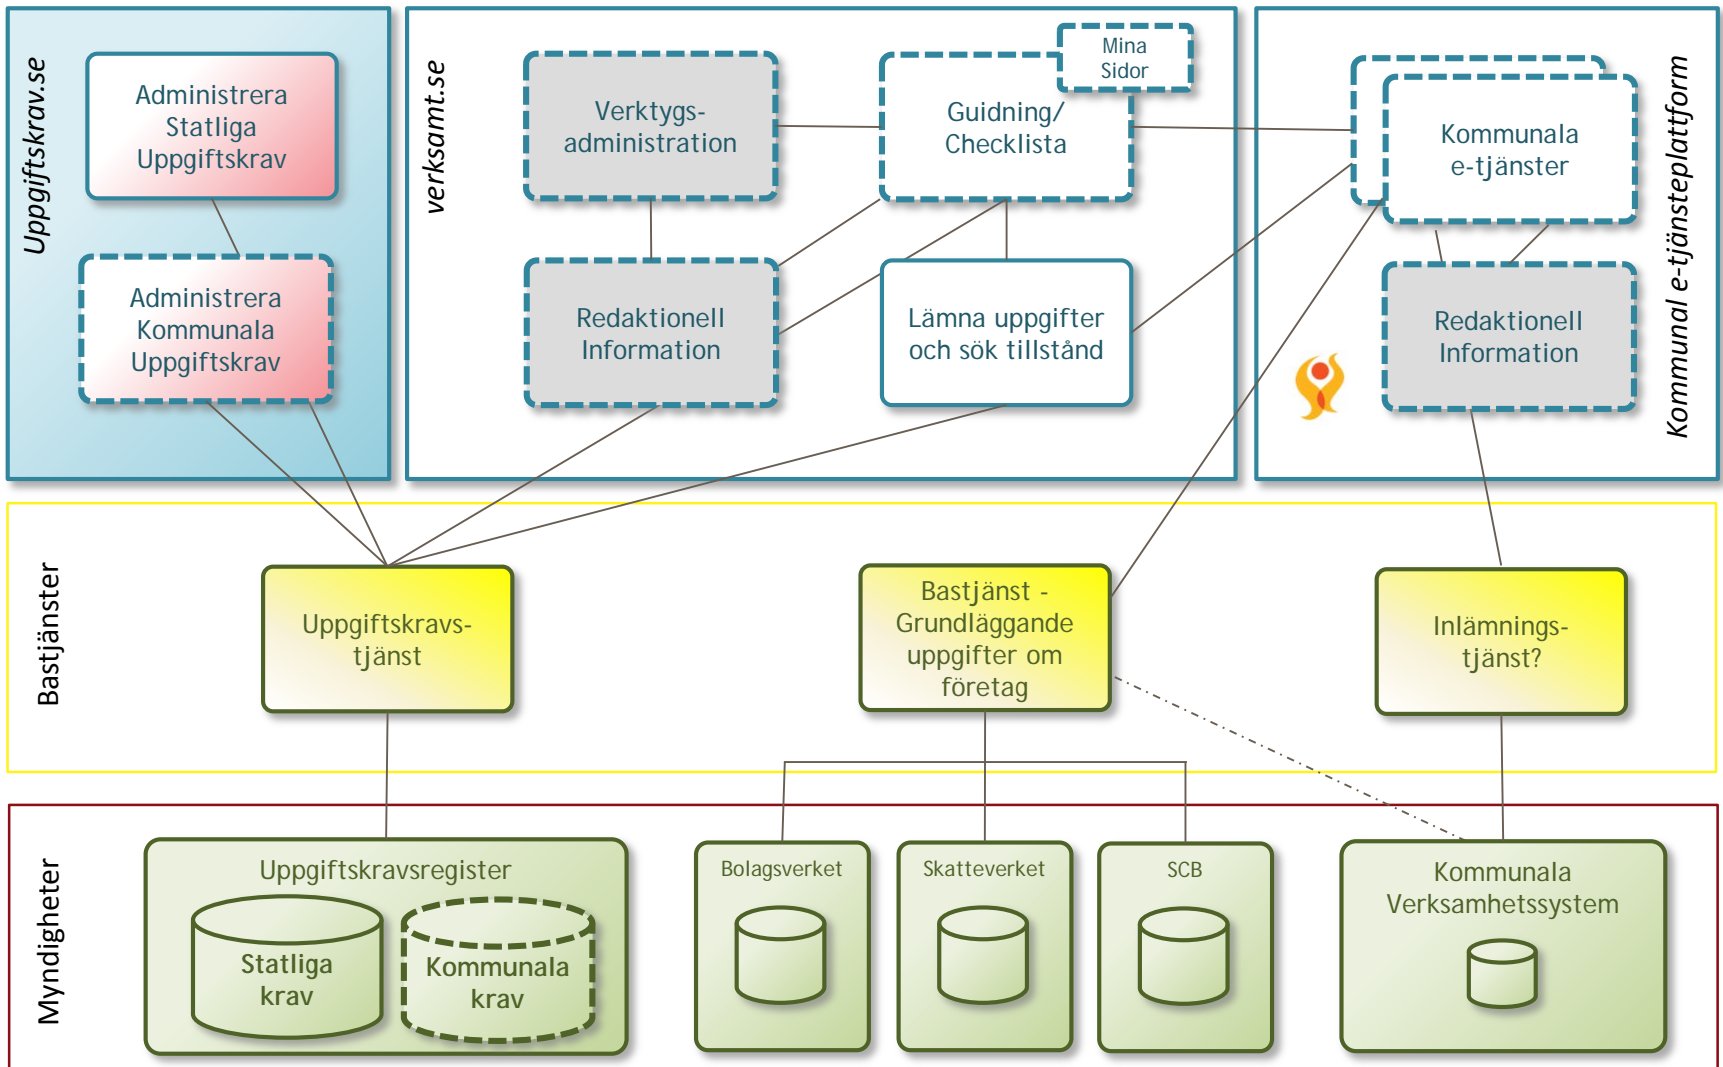 Uppgiftskrav.se
Administrera
Statliga
Uppgiftskrav
Administrera
Kommunala
Uppgiftskrav
verksamt.se
Verktygs-
administration
Mina
Sidor
Guidning/
Checklista
Redaktionell
Information
Lämna uppgifter
och sök tillstånd
Kommunal e-tjänsteplattform
Kommunala
e-tjänster
Redaktionell
Information
Bastjänster
Uppgiftskravs-
tjänst
Bastjänst -
Grundläggande
uppgifter om
företag
Inlämnings-
tjänst?
Myndigheter
Uppgiftskravsregister
Statliga
krav
Kommunala
krav
Bolagsverket
Skatteverket
SCB
Kommunala
Verksamhetssystem